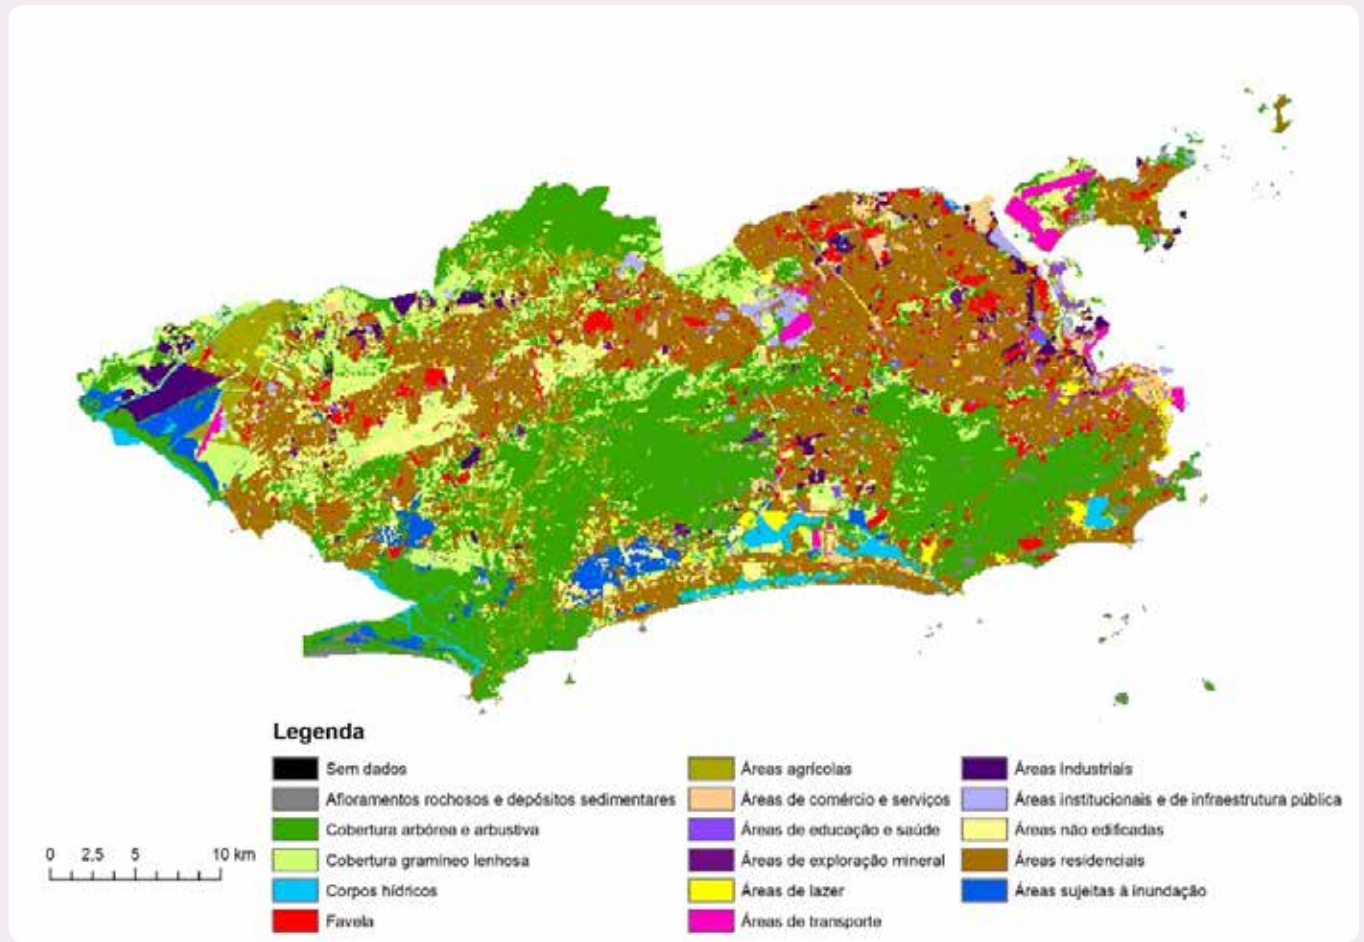 Legenda
Sem dados
Afloramentos rochosos e depósitos sedimentares
Cobertura arbórea e arbustiva
Cobertura gramíneo lenhosa
Corpos hídricos
Favela
Áreas agrícolas
Áreas de comércio e serviços
Áreas de educação e saúde
Áreas de exploração mineral
Áreas de lazer
Áreas de transporte
Áreas industriais
Áreas institucionais e de infraestrutura pública
Áreas não edificadas
Áreas residenciais
Áreas sujeitas à inundação
0 2,5 5 10 km